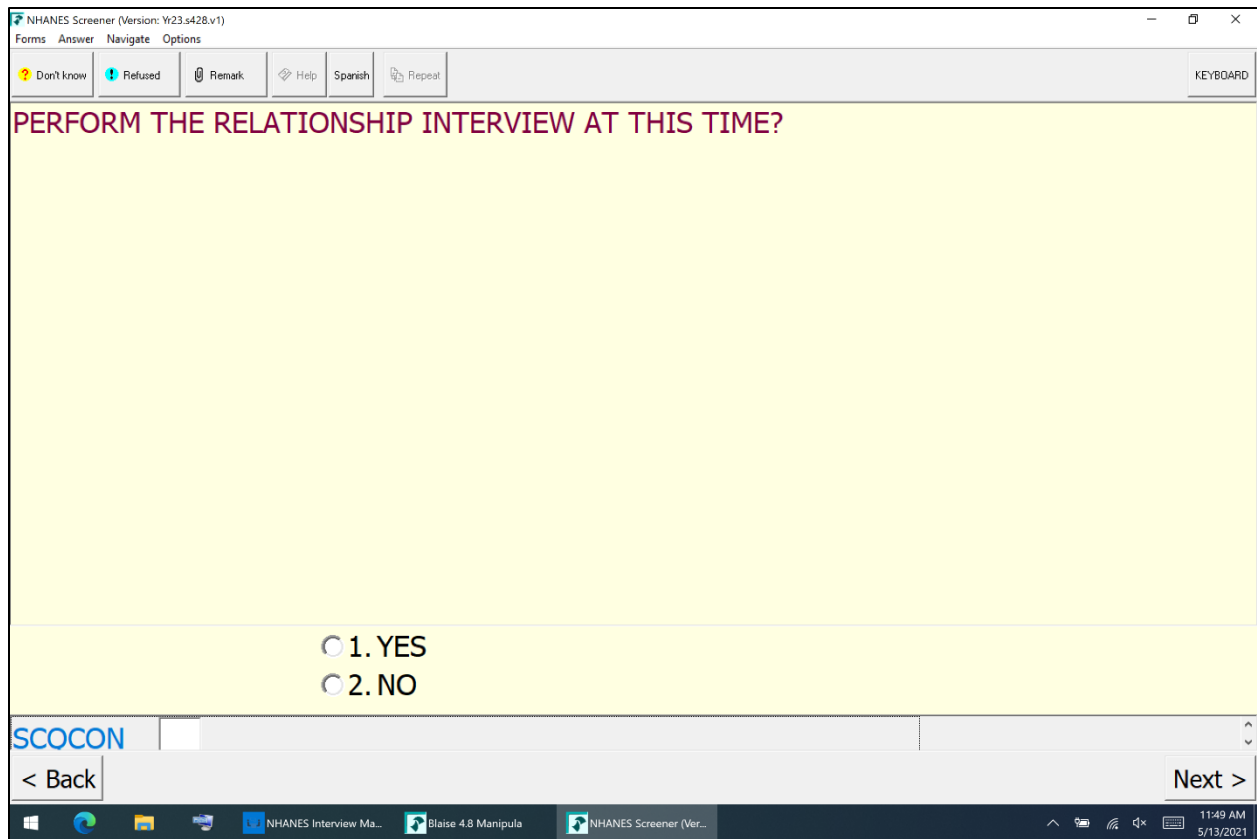 NHANES Screener (Version: Yr23.s428.v1)
Forms Answer Navigate Options
? Don't know ! Refused Remark Help Spanish Repeat KEYBOARD
PERFORM THE RELATIONSHIP INTERVIEW AT THIS TIME?
1. YES
2. NO
SCQCON
< Back Next >
NHANES Interview Ma... Blaise 4.8 Manipula NHANES Screener (Ver... 11:49 AM
5/13/2021